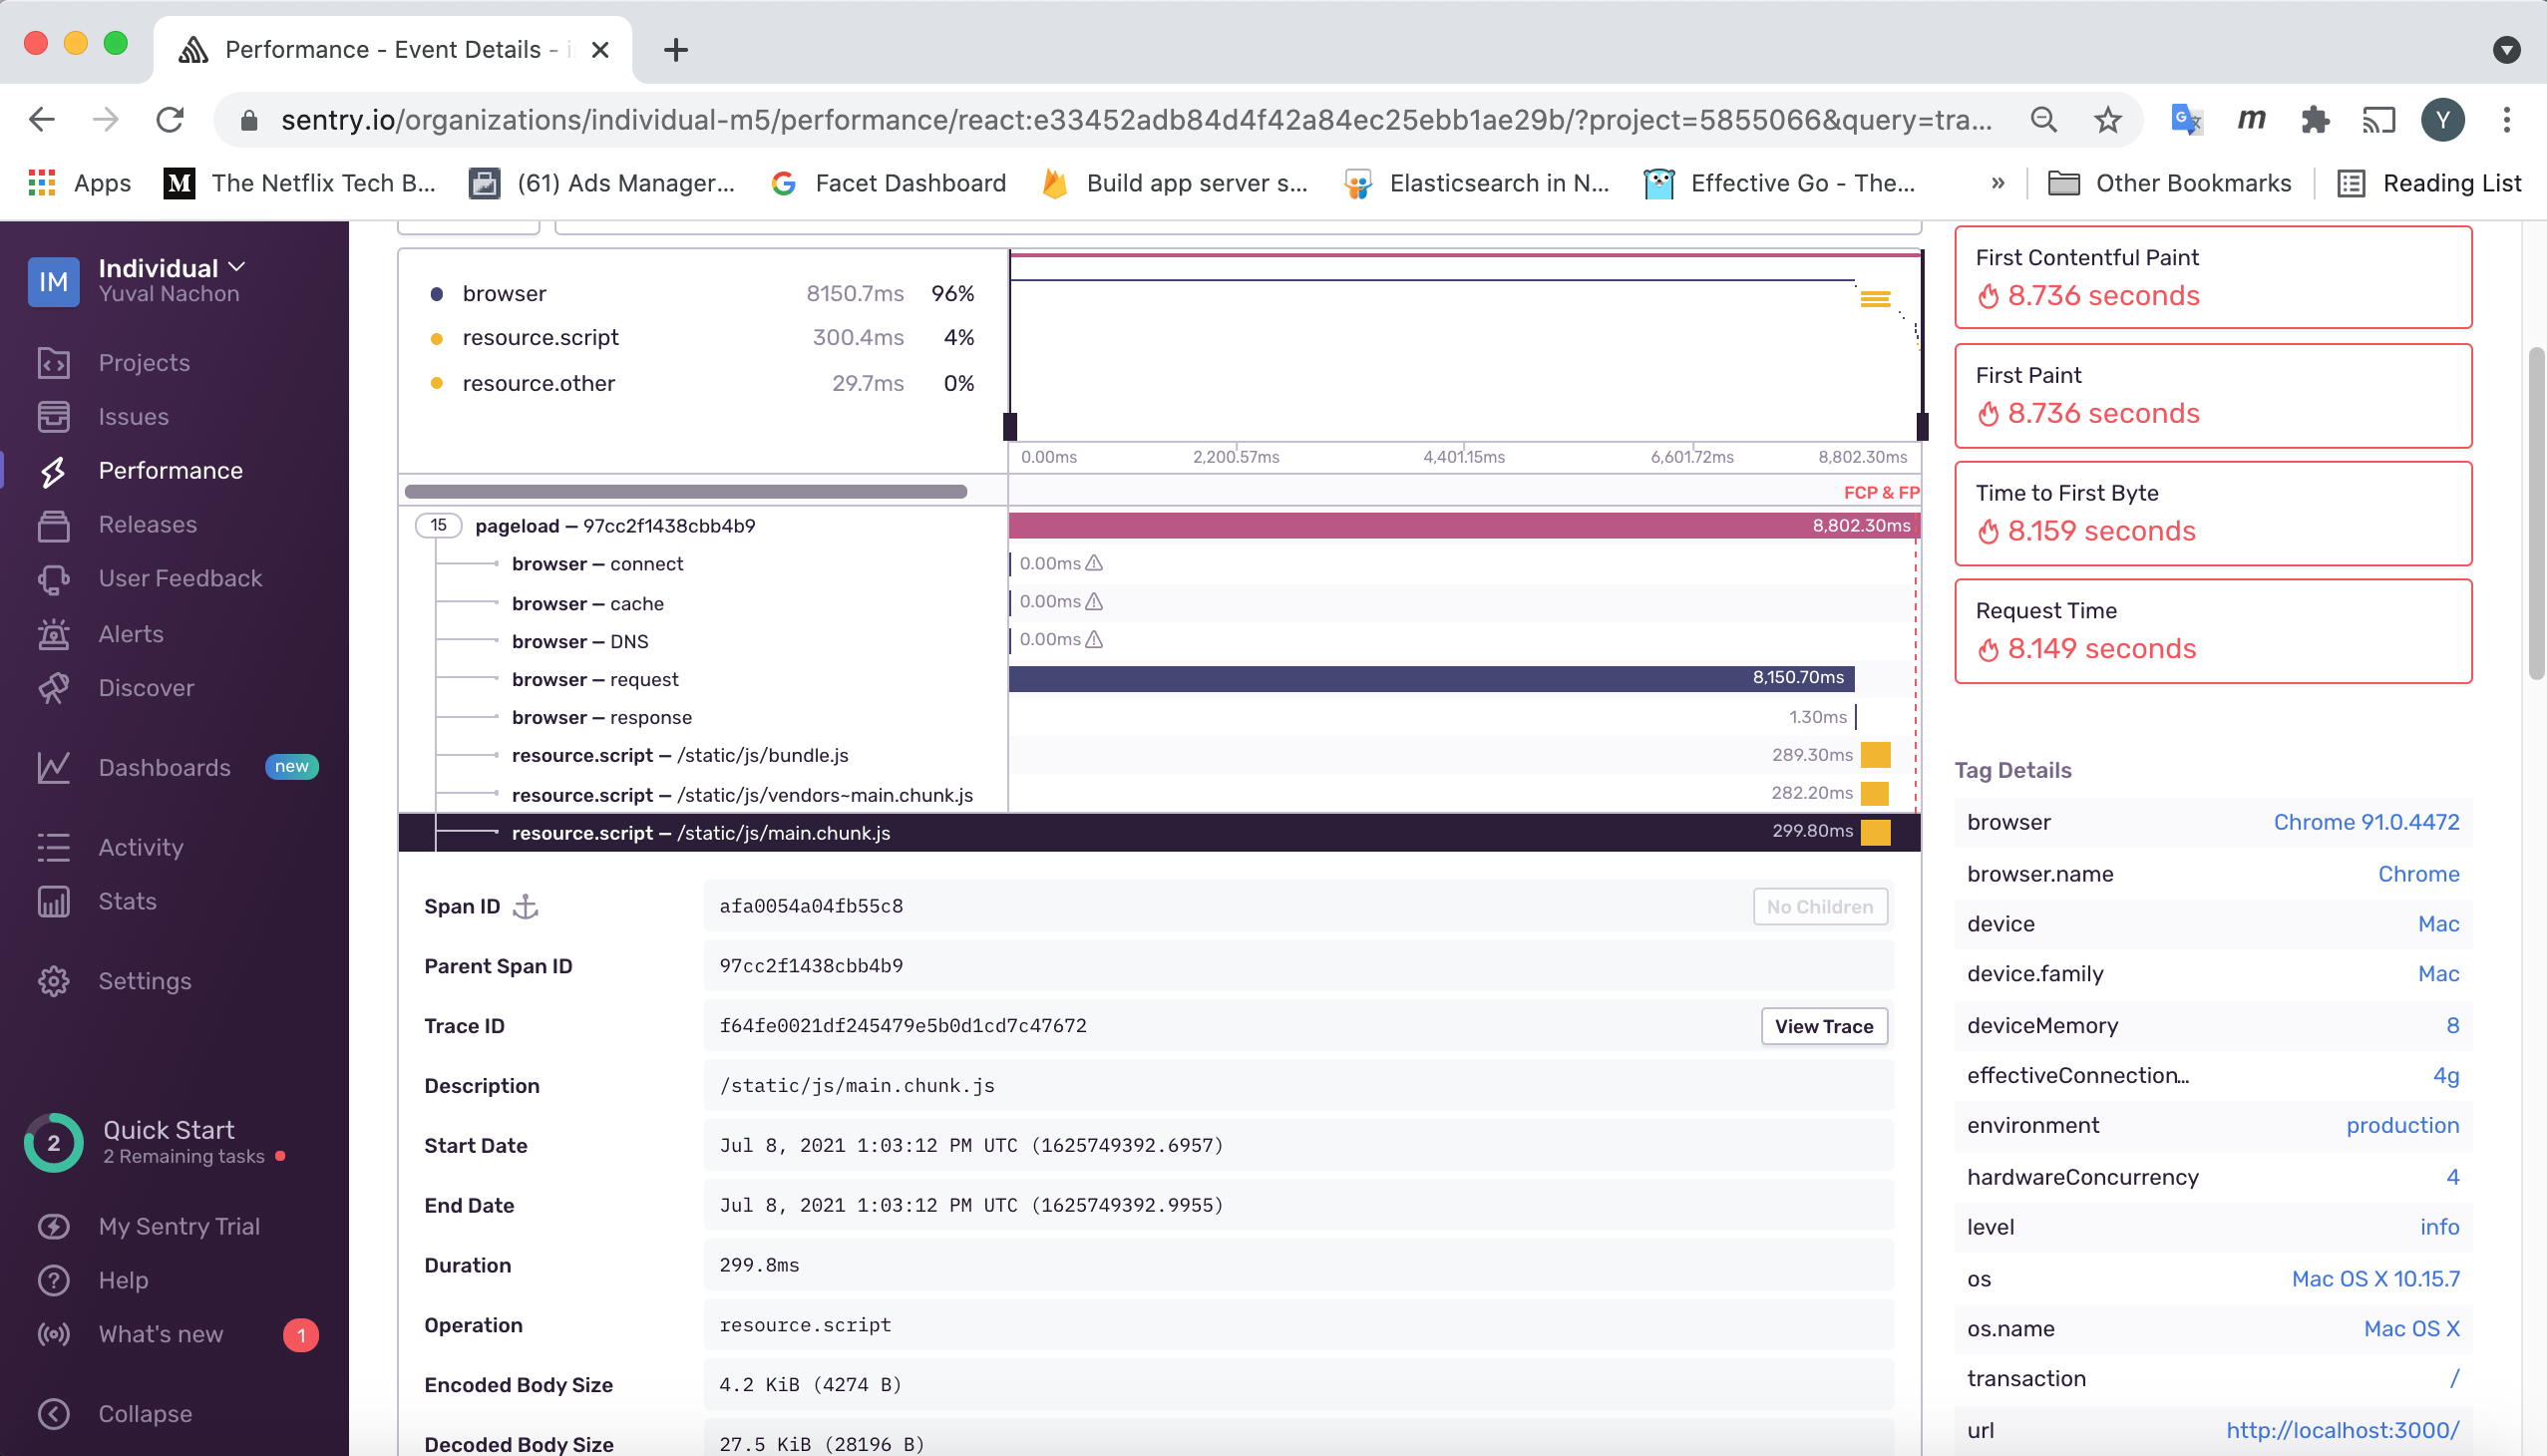 Performance - Event Details - i
sentry.io/organizations/individual-m5/performance/react:e33452adb84d4f42a84ec25ebb1ae29b/?project=5855066&query=tra...
Y
Apps
The Netflix Tech B...
(61) Ads Manager...
Facet Dashboard
Build app server s...
Elasticsearch in N...
Effective Go - The...
»
Other Bookmarks
Reading List
IM
Individual
Yuval Nachon
Projects
Issues
Performance
Releases
User Feedback
Alerts
Discover
Dashboards new
Activity
Stats
Settings
2
Quick Start
2 Remaining tasks
My Sentry Trial
Help
What's new 1
Collapse
browser 8150.7ms 96%
resource.script 300.4ms 4%
resource.other 29.7ms 0%
0.00ms 2,200.57ms 4,401.15ms 6,601.72ms 8,802.30ms
FCP & FP
15 pageload — 97cc2f1438cbb4b9 8,802.30ms
browser — connect 0.00ms
browser — cache 0.00ms
browser — DNS 0.00ms
browser — request 8,150.70ms
browser — response 1.30ms
resource.script — /static/js/bundle.js 289.30ms
resource.script — /static/js/vendors~main.chunk.js 282.20ms
resource.script — /static/js/main.chunk.js 299.80ms
Span ID afa0054a04fb55c8 No Children
Parent Span ID 97cc2f1438cbb4b9
Trace ID f64fe0021df245479e5b0d1cd7c47672 View Trace
Description /static/js/main.chunk.js
Start Date Jul 8, 2021 1:03:12 PM UTC (1625749392.6957)
End Date Jul 8, 2021 1:03:12 PM UTC (1625749392.9955)
Duration 299.8ms
Operation resource.script
Encoded Body Size 4.2 KiB (4274 B)
Decoded Body Size 27.5 KiB (28196 B)
First Contentful Paint
8.736 seconds
First Paint
8.736 seconds
Time to First Byte
8.159 seconds
Request Time
8.149 seconds
Tag Details
browser Chrome 91.0.4472
browser.name Chrome
device Mac
device.family Mac
deviceMemory 8
effectiveConnection... 4g
environment production
hardwareConcurrency 4
level info
os Mac OS X 10.15.7
os.name Mac OS X
transaction /
url http://localhost:3000/